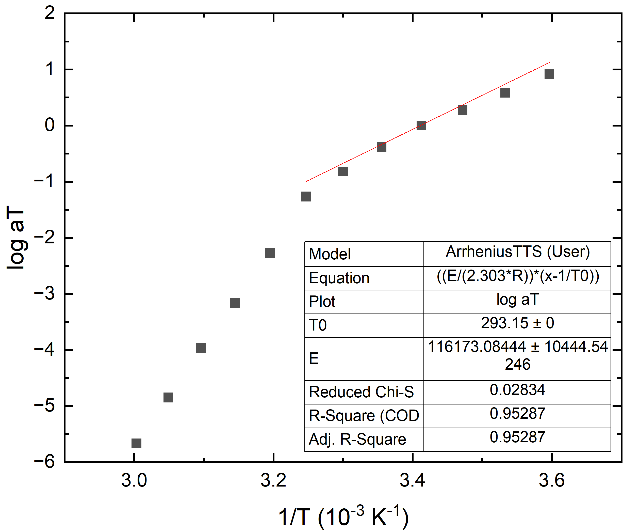 2
1
0
−1
−2
−3
−4
−5
−6
log aT
Model ArrheniusTTS (User)
Equation ((E/(2.303*R))*(x-1/T0))
Plot log aT
T0 293.15 ± 0
E 116173.08444 ± 10444.54
246
Reduced Chi-S 0.02834
R-Square (COD 0.95287
Adj. R-Square 0.95287
3.0 3.2 3.4 3.6
1/T (10⁻³ K⁻¹)